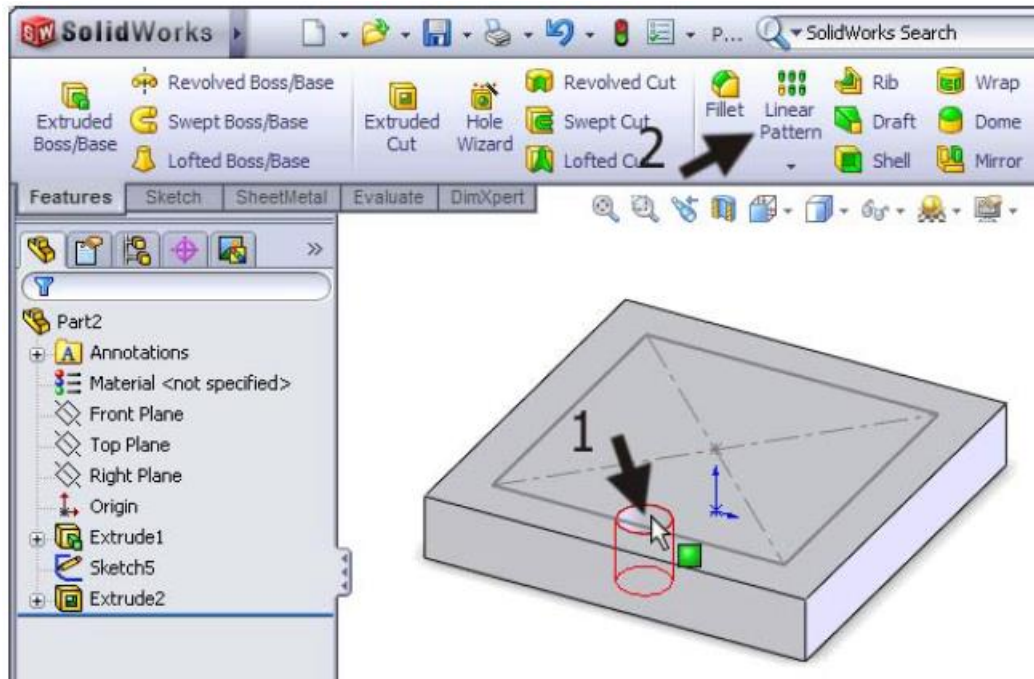 SW SolidWorks P... SolidWorks Search
Extruded Boss/Base
Revolved Boss/Base
Swept Boss/Base
Lofted Boss/Base
Extruded Cut
Hole Wizard
Revolved Cut
Swept Cut
Lofted Cut
Fillet
Linear Pattern
Rib
Draft
Shell
Wrap
Dome
Mirror
2
Features Sketch SheetMetal Evaluate DimXpert
»
Part2
A Annotations
Material <not specified>
Front Plane
Top Plane
Right Plane
Origin
Extrude1
Sketch5
Extrude2
1